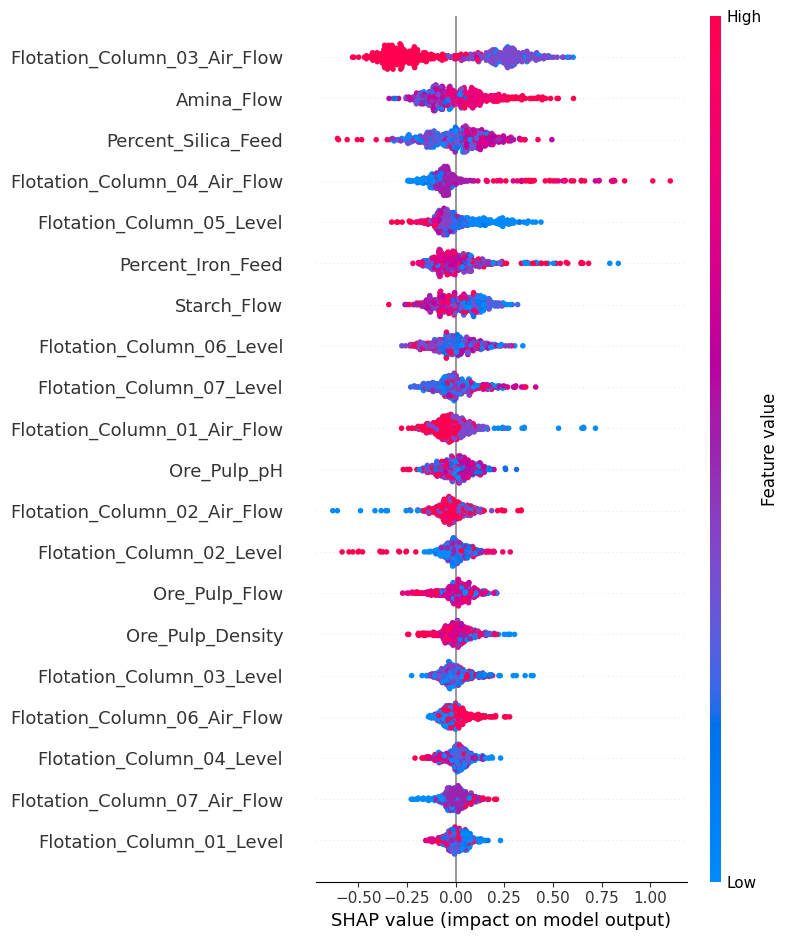 High
Flotation_Column_03_Air_Flow
Amina_Flow
Percent_Silica_Feed
Flotation_Column_04_Air_Flow
Flotation_Column_05_Level
Percent_Iron_Feed
Starch_Flow
Flotation_Column_06_Level
Flotation_Column_07_Level
Flotation_Column_01_Air_Flow
Ore_Pulp_pH
Flotation_Column_02_Air_Flow
Flotation_Column_02_Level
Ore_Pulp_Flow
Ore_Pulp_Density
Flotation_Column_03_Level
Flotation_Column_06_Air_Flow
Flotation_Column_04_Level
Flotation_Column_07_Air_Flow
Flotation_Column_01_Level
Feature value
Low
−0.50 −0.25 0.00 0.25 0.50 0.75 1.00
SHAP value (impact on model output)